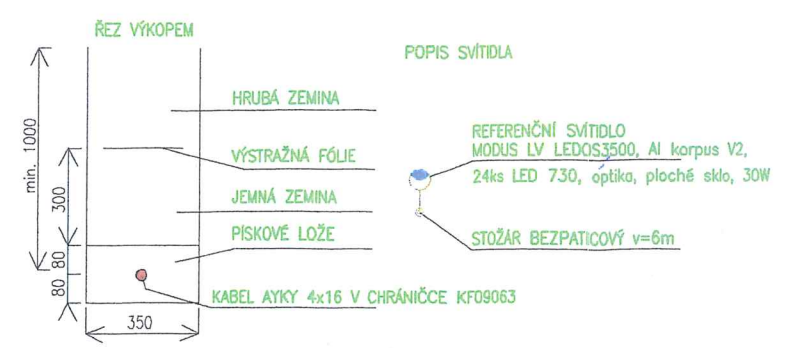 ŘEZ VÝKOPEM
POPIS SVÍTIDLA
HRUBÁ ZEMINA
VÝSTRAŽNÁ FÓLIE
JEMNÁ ZEMINA
PÍSKOVÉ LOŽE
KABEL AYKY 4x16 V CHRÁNIČCE KF09063
min. 1000
300
80
80
350
REFERENČNÍ SVÍTIDLO
MODUS LV LEDOS3500, Al korpus V2,
24ks LED 730, optika, ploché sklo, 30W
STOŽÁR BEZPATICOVÝ v=6m